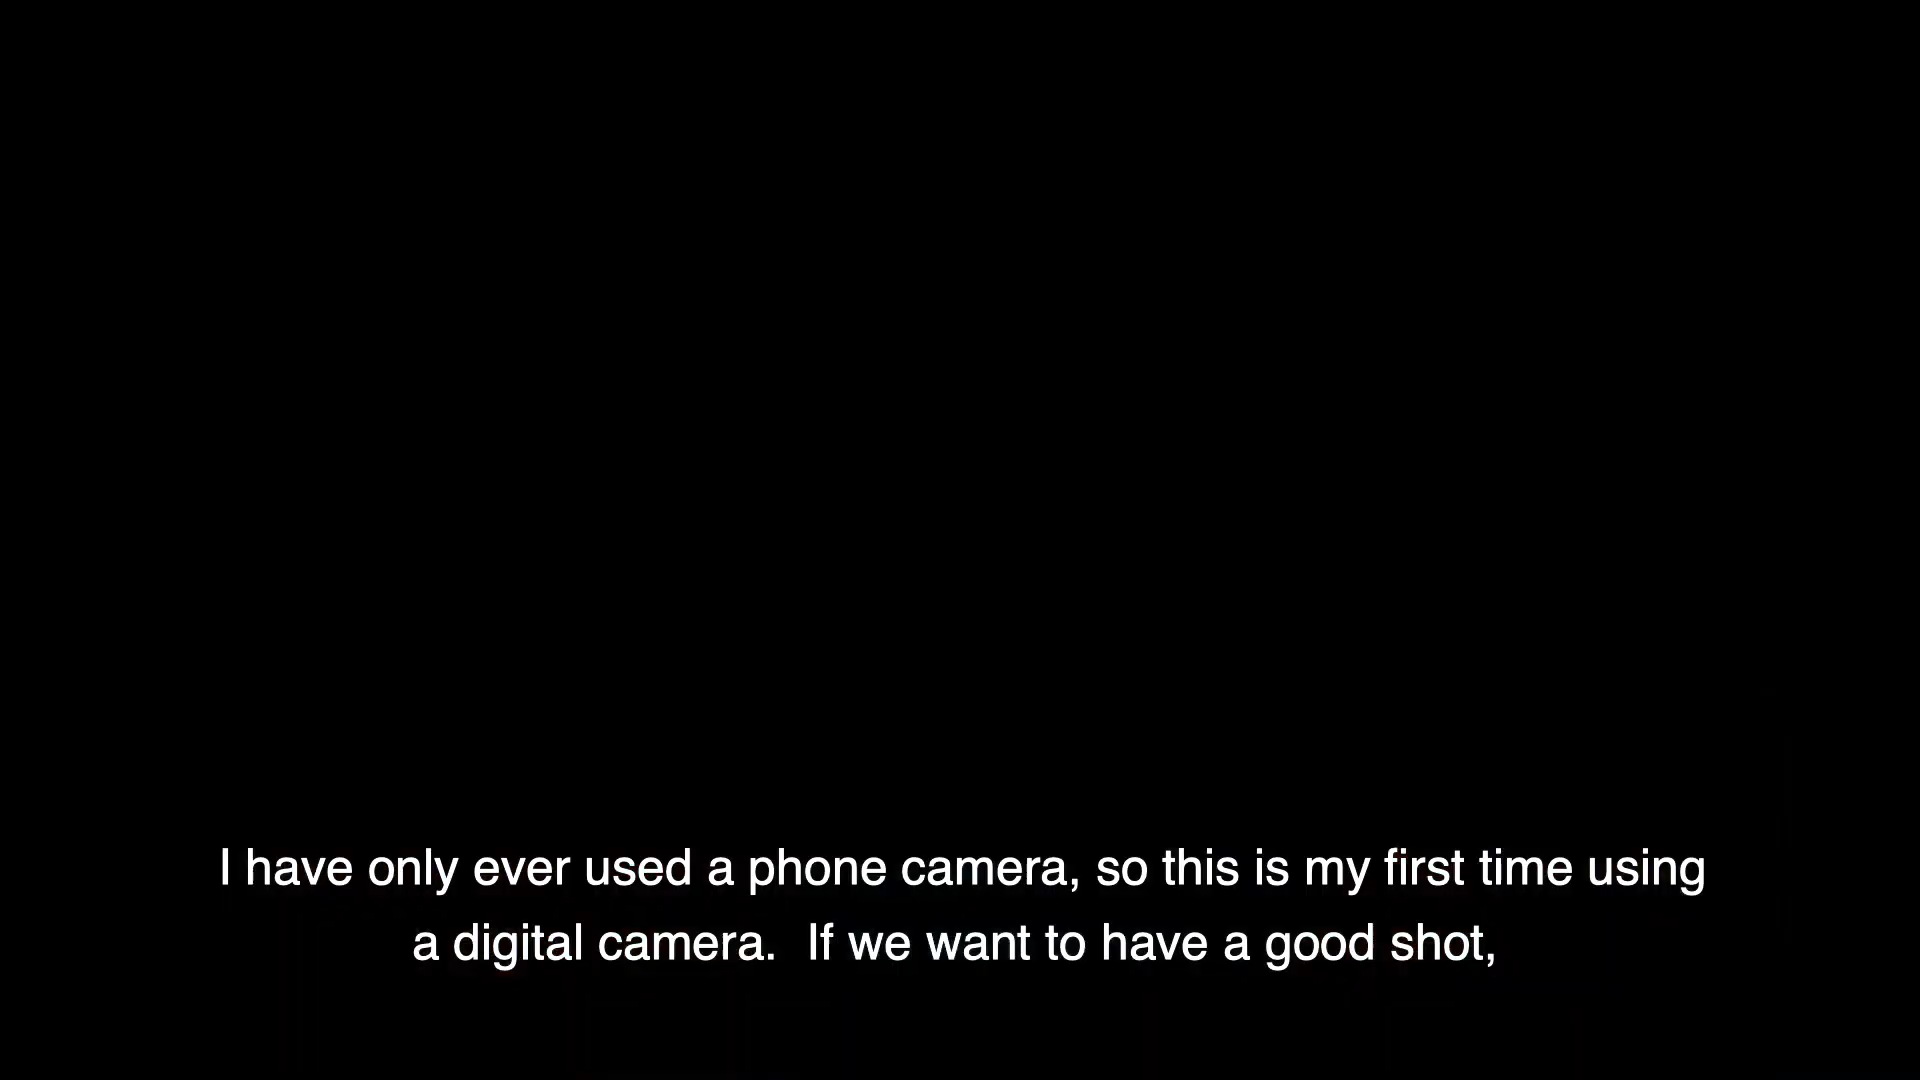 I have only ever used a phone camera, so this is my first time using
a digital camera.  If we want to have a good shot,